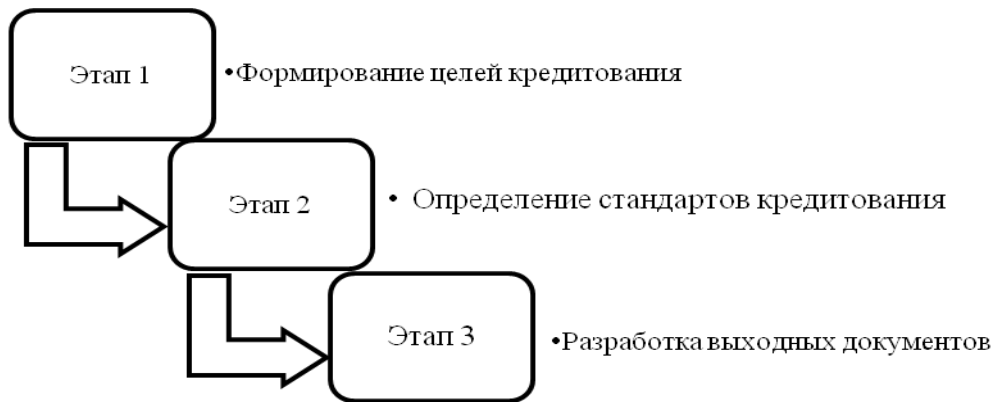 Этап 1
•Формирование целей кредитования
Этап 2
• Определение стандартов кредитования
Этап 3
•Разработка выходных документов